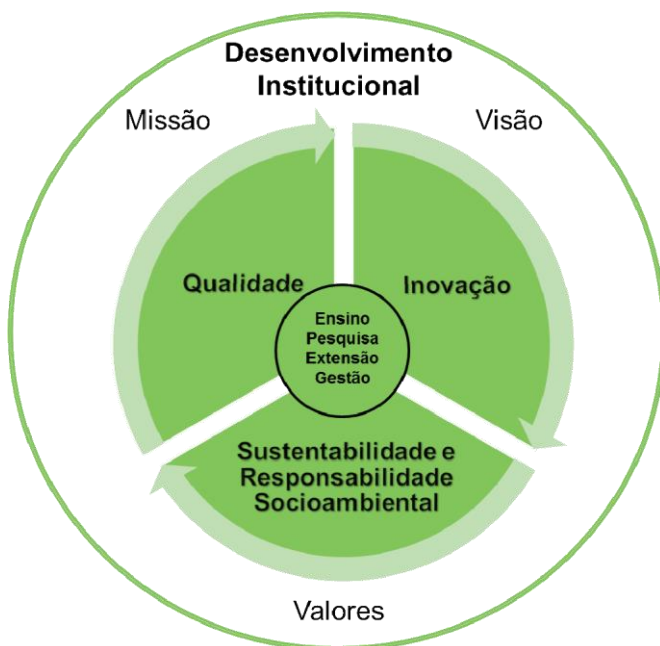 Desenvolvimento
Institucional
Missão
Visão
Qualidade
Inovação
Ensino
Pesquisa
Extensão
Gestão
Sustentabilidade e
Responsabilidade
Socioambiental
Valores